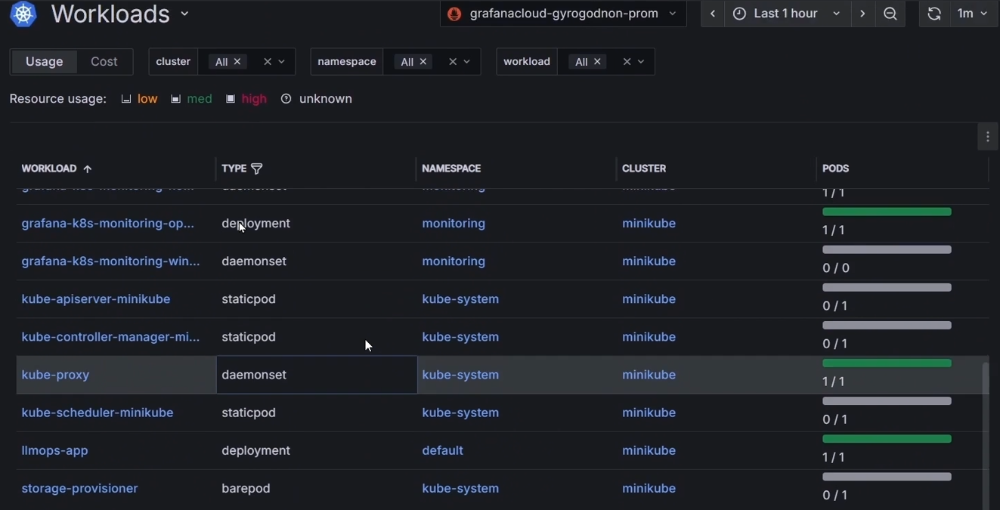 Workloads
grafanacloud-gyrogodnon-prom
Last 1 hour
1m
Usage
Cost
cluster
All
namespace
All
workload
All
Resource usage: low med high unknown
WORKLOAD TYPE NAMESPACE CLUSTER PODS
1 / 1
grafana-k8s-monitoring-op... deployment monitoring minikube 1 / 1
grafana-k8s-monitoring-win... daemonset monitoring minikube 0 / 0
kube-apiserver-minikube staticpod kube-system minikube 0 / 1
kube-controller-manager-mi... staticpod kube-system minikube 0 / 1
kube-proxy daemonset kube-system minikube 1 / 1
kube-scheduler-minikube staticpod kube-system minikube 0 / 1
llmops-app deployment default minikube 1 / 1
storage-provisioner barepod kube-system minikube 0 / 1